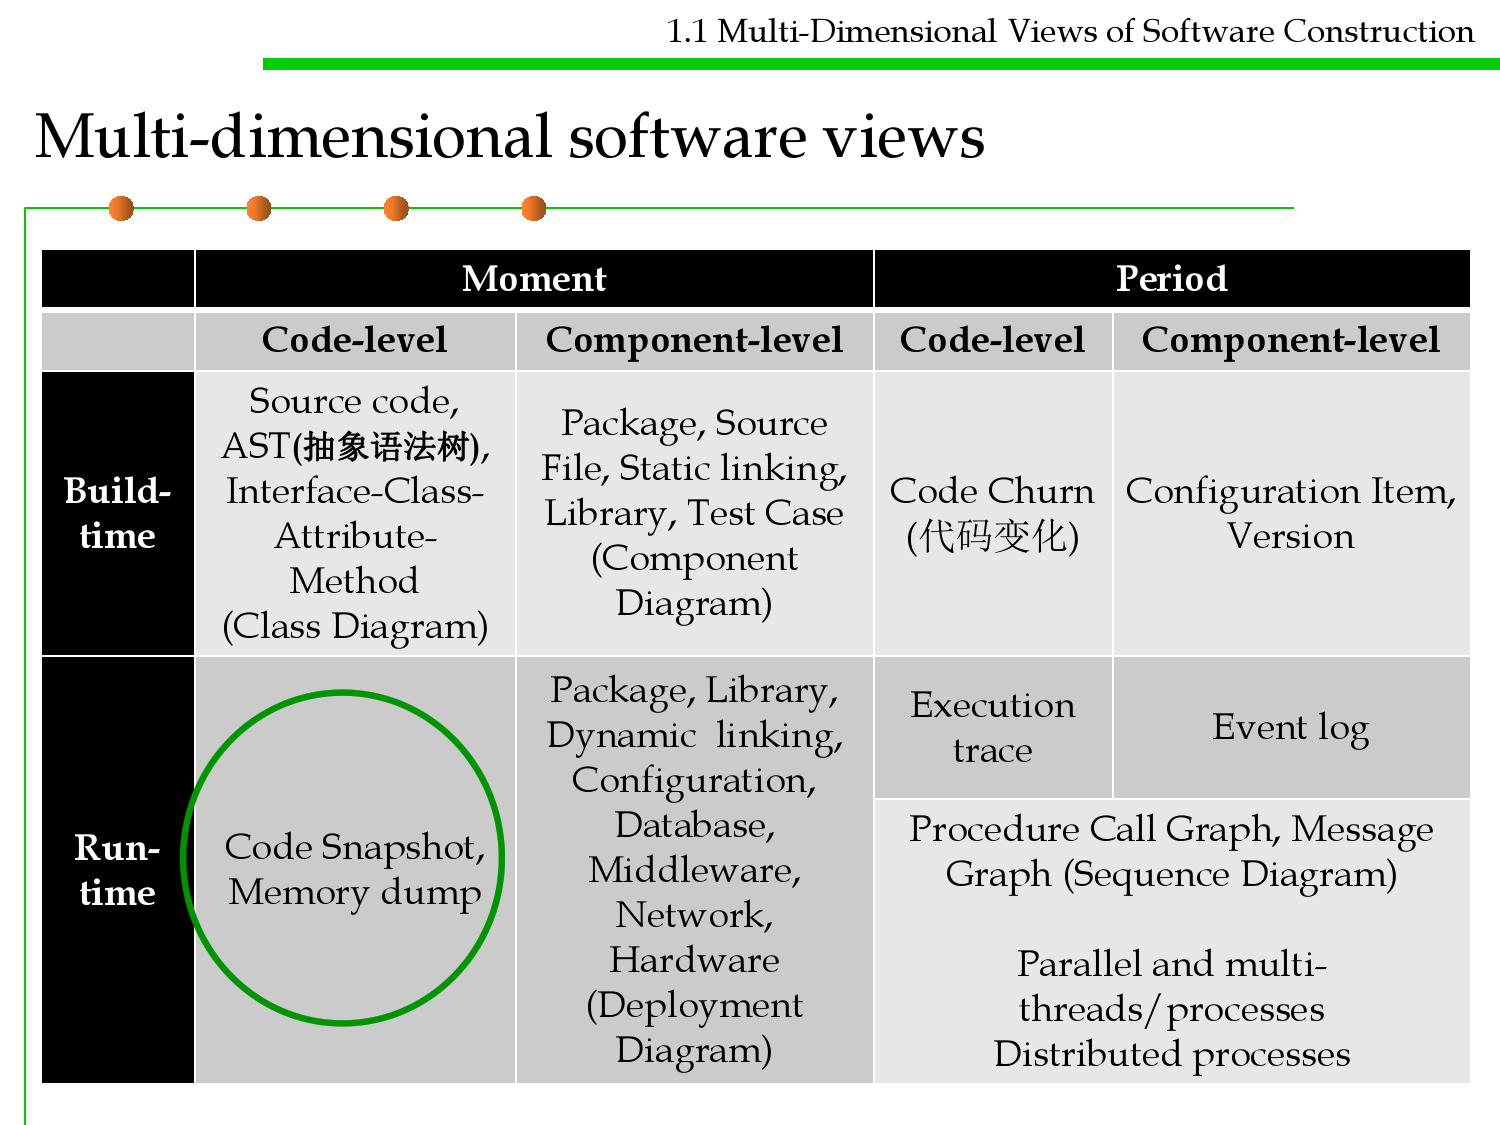 1.1 Multi-Dimensional Views of Software Construction
Multi-dimensional software views
Moment
Period
Code-level
Component-level
Code-level
Component-level
Build-
time
Source code,
AST(抽象语法树),
Interface-Class-
Attribute-
Method
(Class Diagram)
Package, Source
File, Static linking,
Library, Test Case
(Component
Diagram)
Code Churn
(代码变化)
Configuration Item,
Version
Run-
time
Code Snapshot,
Memory dump
Package, Library,
Dynamic linking,
Configuration,
Database,
Middleware,
Network,
Hardware
(Deployment
Diagram)
Execution
trace
Event log
Procedure Call Graph, Message
Graph (Sequence Diagram)
Parallel and multi-
threads/processes
Distributed processes